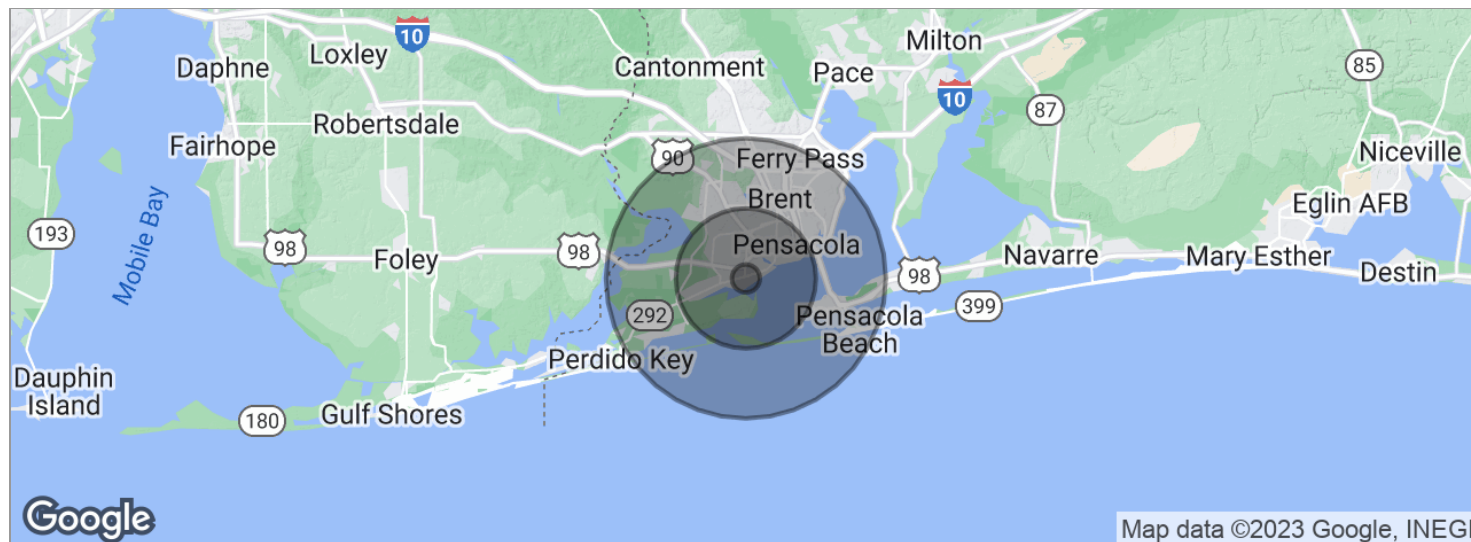 10
Loxley
Daphne
Cantonment
Milton
Pace
85
10
87
Robertsdale
Fairhope
90
Ferry Pass
Niceville
Brent
Eglin AFB
193
Mobile Bay
98
Foley
98
Pensacola
98
Navarre
Mary Esther
Destin
292
Pensacola
Beach
399
Perdido Key
Dauphin
Island
180
Gulf Shores
Google
Map data ©2023 Google, INEGI